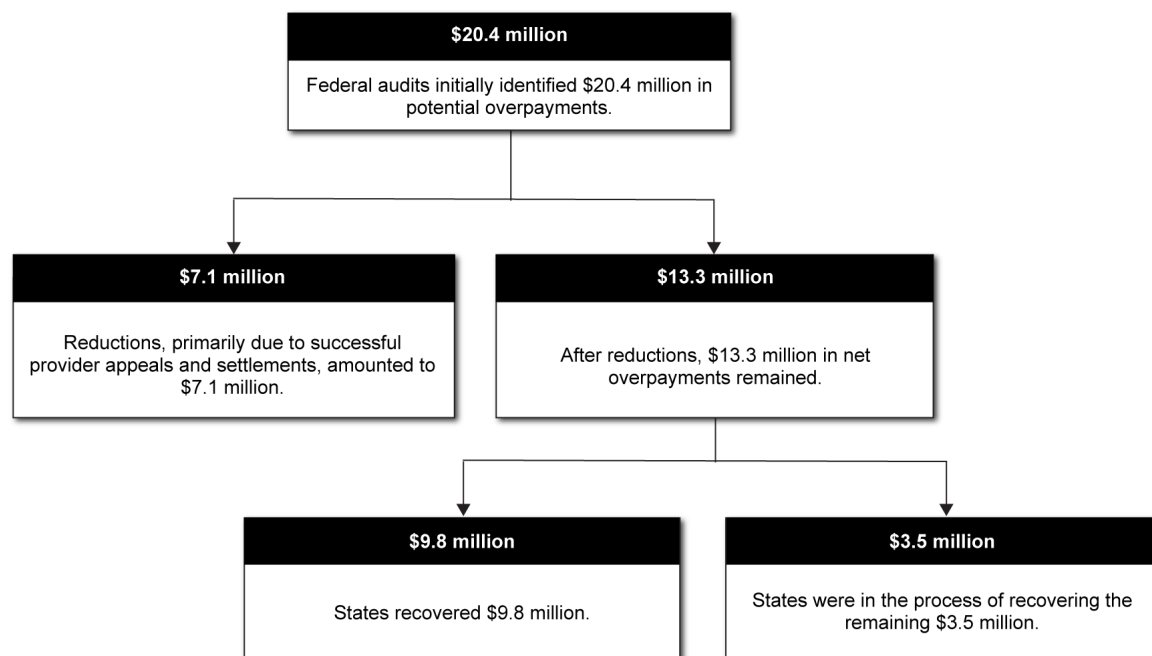 $20.4 million
Federal audits initially identified $20.4 million in
potential overpayments.
$7.1 million
Reductions, primarily due to successful
provider appeals and settlements, amounted to
$7.1 million.
$13.3 million
After reductions, $13.3 million in net
overpayments remained.
$9.8 million
States recovered $9.8 million.
$3.5 million
States were in the process of recovering the
remaining $3.5 million.